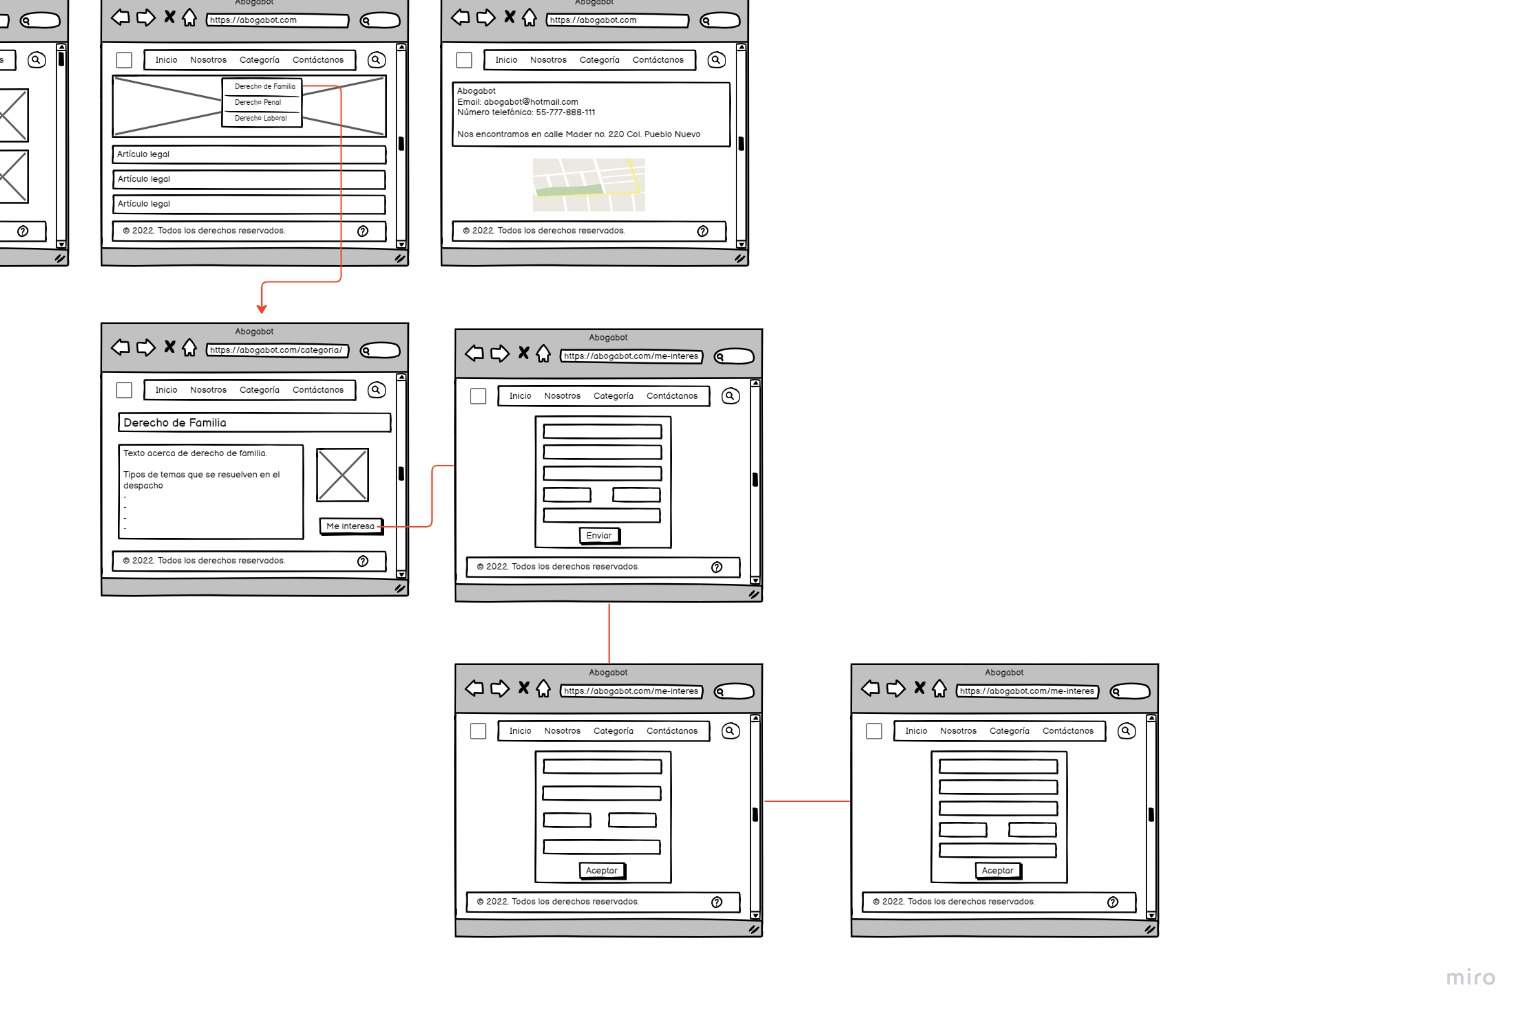 Abogabot
https://abogabot.com
Inicio Nosotros Categoría Contáctanos
Derecho de Familia
Derecho Penal
Derecho Laboral
Artículo legal
Artículo legal
Artículo legal
© 2022. Todos los derechos reservados. ?
Abogabot
https://abogabot.com
Inicio Nosotros Categoría Contáctanos
Abogabot
Email: abogabot@hotmail.com
Número telefónico: 55-777-888-111
Nos encontramos en calle Mader no. 220 Col. Pueblo Nuevo
© 2022. Todos los derechos reservados. ?
s
?
Abogabot
https://abogabot.com/categoria/
Inicio Nosotros Categoría Contáctanos
Derecho de Familia
Texto acerca de derecho de familia.
Tipos de temas que se resuelven en el
despacho
-
-
-
-
Me interesa
© 2022. Todos los derechos reservados. ?
Abogabot
https://abogabot.com/me-interes
Inicio Nosotros Categoría Contáctanos
Enviar
© 2022. Todos los derechos reservados. ?
Abogabot
https://abogabot.com/me-interes
Inicio Nosotros Categoría Contáctanos
Aceptar
© 2022. Todos los derechos reservados. ?
Abogabot
https://abogabot.com/me-interes
Inicio Nosotros Categoría Contáctanos
Aceptar
© 2022. Todos los derechos reservados. ?
miro